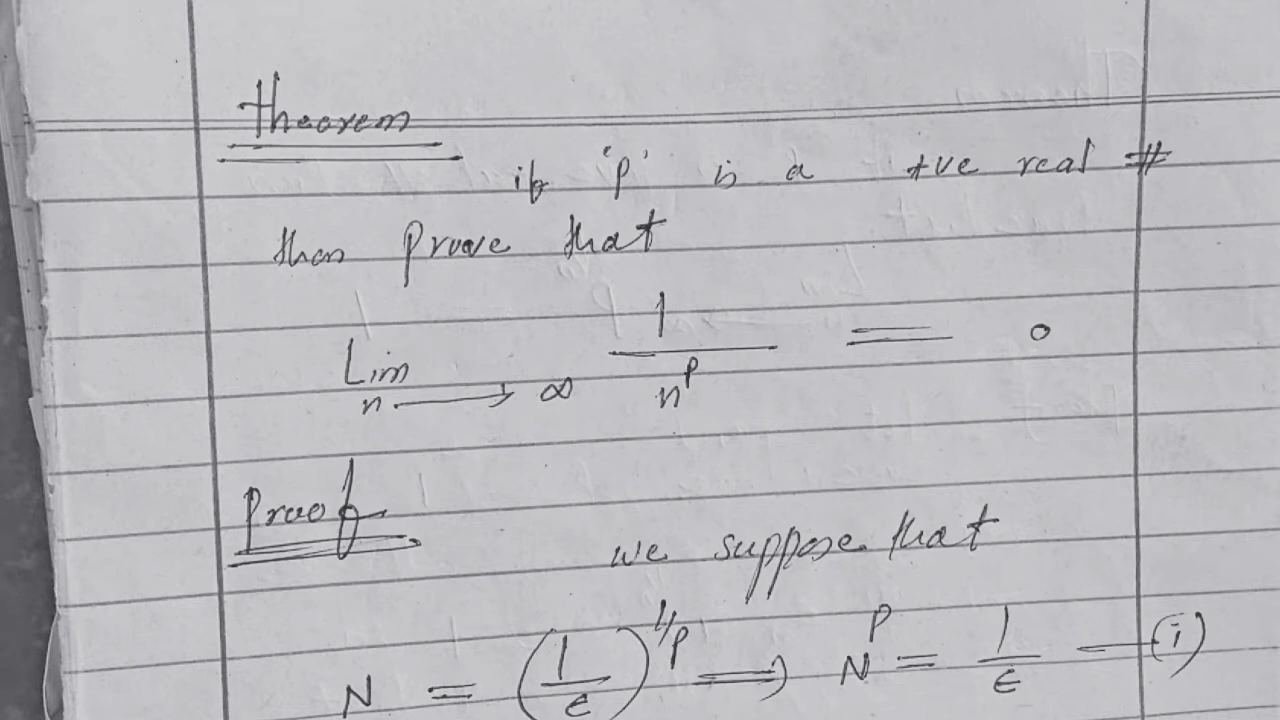 Theorem
if 'p' is a +ve real #
then prove that
Lim n→∞ 1/n^p = 0
Proof
we suppose that
N = (1/ϵ)^1/p ⟹ N^p = 1/ϵ —(i)